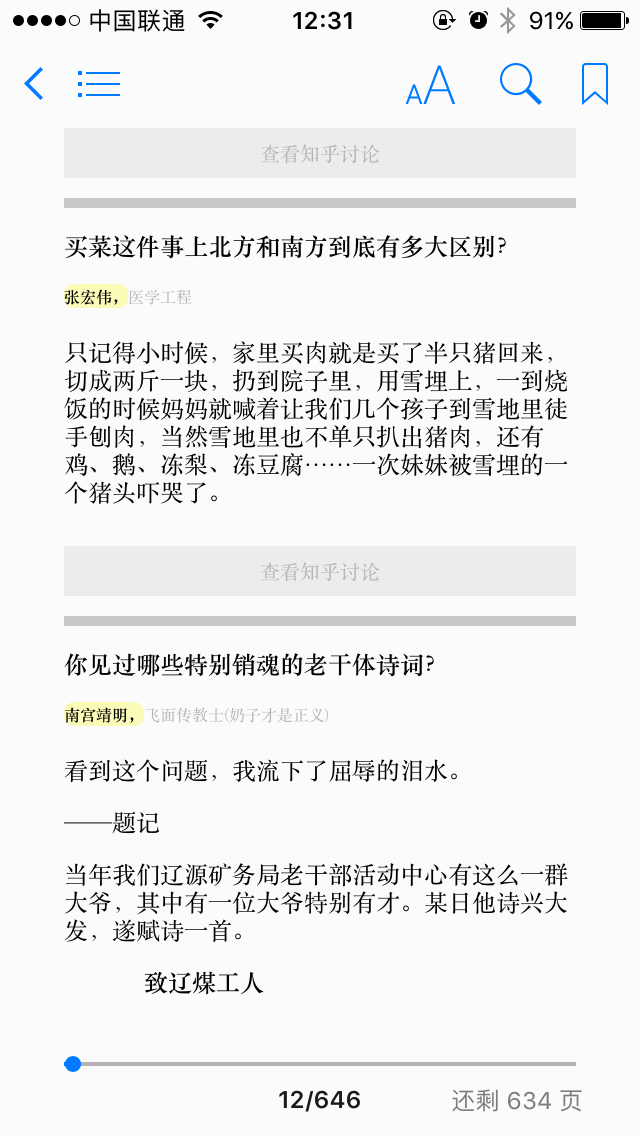 中国联通 12:31 91%
AA
查看知乎讨论
买菜这件事上北方和南方到底有多大区别?
张宏伟，医学工程
只记得小时候，家里买肉就是买了半只猪回来，
切成两斤一块，扔到院子里，用雪埋上，一到烧
饭的时候妈妈就喊着让我们几个孩子到雪地里徒
手刨肉，当然雪地里也不单只扒出猪肉，还有
鸡、鹅、冻梨、冻豆腐……一次妹妹被雪埋的一
个猪头吓哭了。
查看知乎讨论
你见过哪些特别销魂的老干体诗词?
南宫靖明，飞面传教士(奶子才是正义)
看到这个问题，我流下了屈辱的泪水。
——题记
当年我们辽源矿务局老干部活动中心有这么一群
大爷，其中有一位大爷特别有才。某日他诗兴大
发，遂赋诗一首。
致辽煤工人
12/646 还剩 634 页